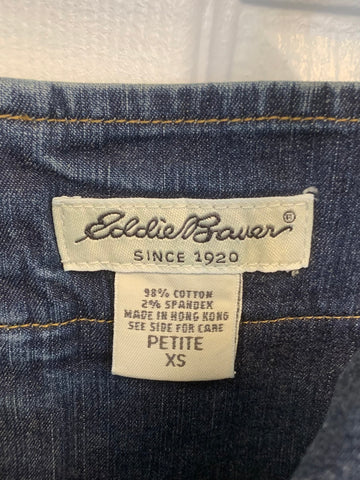 Eddie Bauer®
SINCE 1920
98% COTTON
2% SPANDEX
MADE IN HONG KONG
SEE SIDE FOR CARE
PETITE
XS